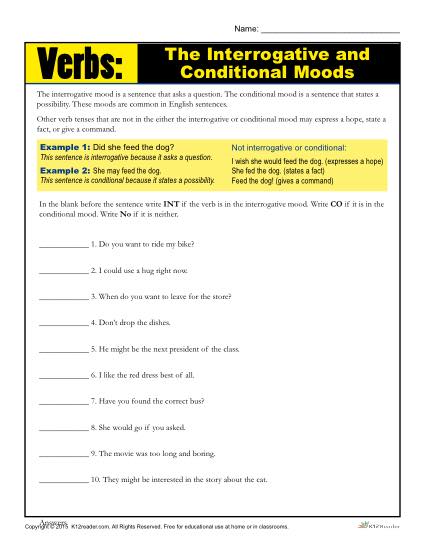 Name: ____________________
Verbs:
The Interrogative and
Conditional Moods
The interrogative mood is a sentence that asks a question. The conditional mood is a sentence that states a
possibility. These moods are common in English sentences.
Other verb tenses that are not in the either the interrogative or conditional mood may express a hope, state a
fact, or give a command.
Example 1: Did she feed the dog?
This sentence is interrogative because it asks a question.
Example 2: She may feed the dog.
This sentence is conditional because it states a possibility.
Not interrogative or conditional:
I wish she would feed the dog. (expresses a hope)
She fed the dog. (states a fact)
Feed the dog! (gives a command)
In the blank before the sentence write INT if the verb is in the interrogative mood. Write CO if it is in the
conditional mood. Write No if it is neither.
____________ 1. Do you want to ride my bike?
____________ 2. I could use a hug right now.
____________ 3. When do you want to leave for the store?
____________ 4. Don't drop the dishes.
____________ 5. He might be the next president of the class.
____________ 6. I like the red dress best of all.
____________ 7. Have you found the correct bus?
____________ 8. She would go if you asked.
____________ 9. The movie was too long and boring.
____________ 10. They might be interested in the story about the cat.
Answers
Copyright © 2015 K12reader.com. All Rights Reserved. Free for educational use at home or in classrooms.
K12Reader